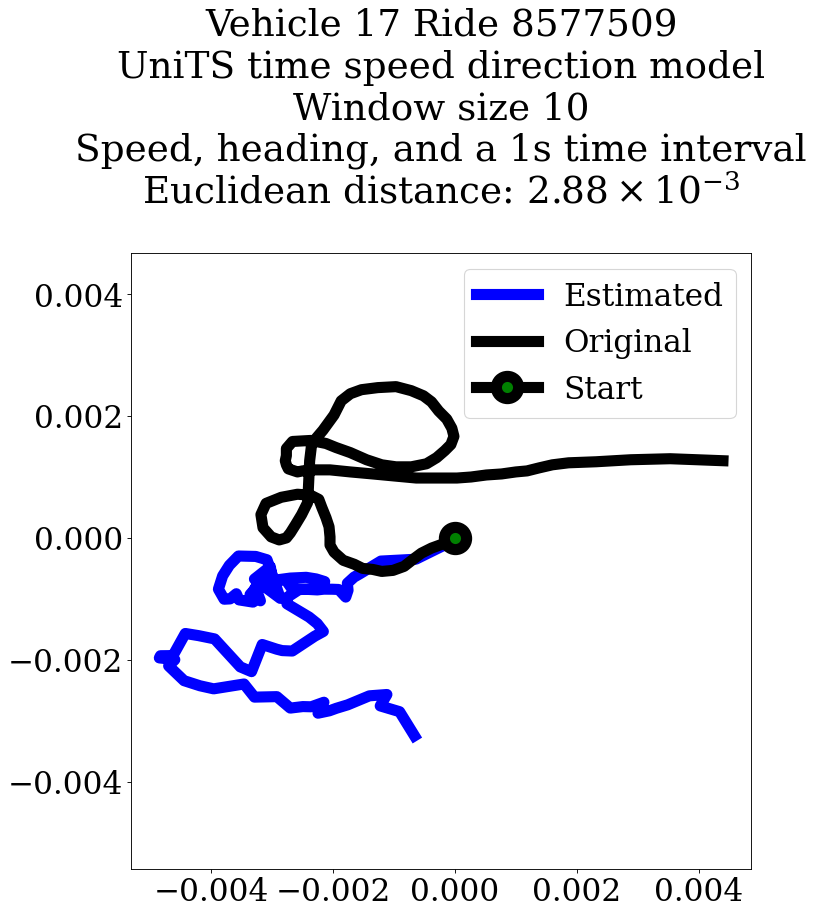 Vehicle 17 Ride 8577509
UniTS time speed direction model
Window size 10
Speed, heading, and a 1s time interval
Euclidean distance: 2.88 × 10⁻³
Estimated
Original
Start
0.004
0.002
0.000
−0.002
−0.004
−0.004 −0.002 0.000 0.002 0.004